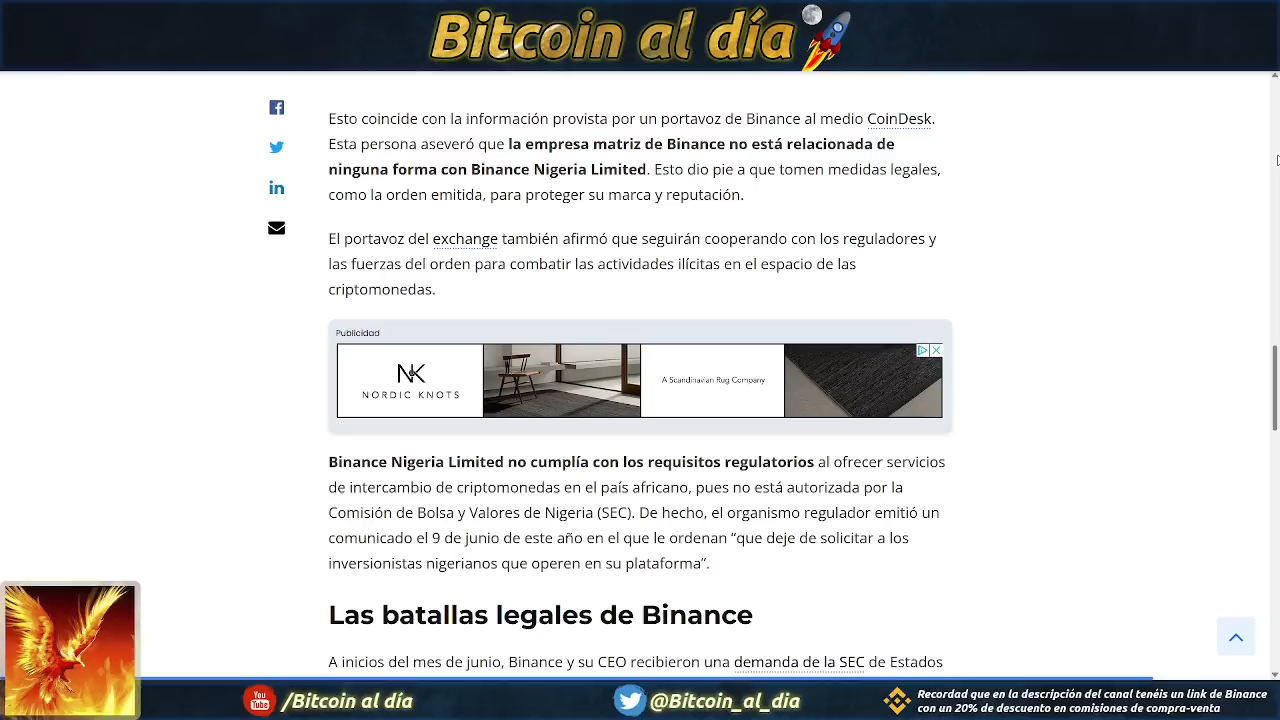 Bitcoin al día
Esto coincide con la información provista por un portavoz de Binance al medio CoinDesk.
Esta persona aseveró que la empresa matriz de Binance no está relacionada de
ninguna forma con Binance Nigeria Limited. Esto dio pie a que tomen medidas legales,
como la orden emitida, para proteger su marca y reputación.
El portavoz del exchange también afirmó que seguirán cooperando con los reguladores y
las fuerzas del orden para combatir las actividades ilícitas en el espacio de las
criptomonedas.
Publicidad
NK
NORDIC KNOTS
A Scandinavian Rug Company
Binance Nigeria Limited no cumplía con los requisitos regulatorios al ofrecer servicios
de intercambio de criptomonedas en el país africano, pues no está autorizada por la
Comisión de Bolsa y Valores de Nigeria (SEC). De hecho, el organismo regulador emitió un
comunicado el 9 de junio de este año en el que le ordenan “que deje de solicitar a los
inversionistas nigerianos que operen en su plataforma”.
Las batallas legales de Binance
A inicios del mes de junio, Binance y su CEO recibieron una demanda de la SEC de Estados
You Tube /Bitcoin al día
@Bitcoin_al_dia
Recordad que en la descripción del canal tenéis un link de Binance
con un 20% de descuento en comisiones de compra-venta